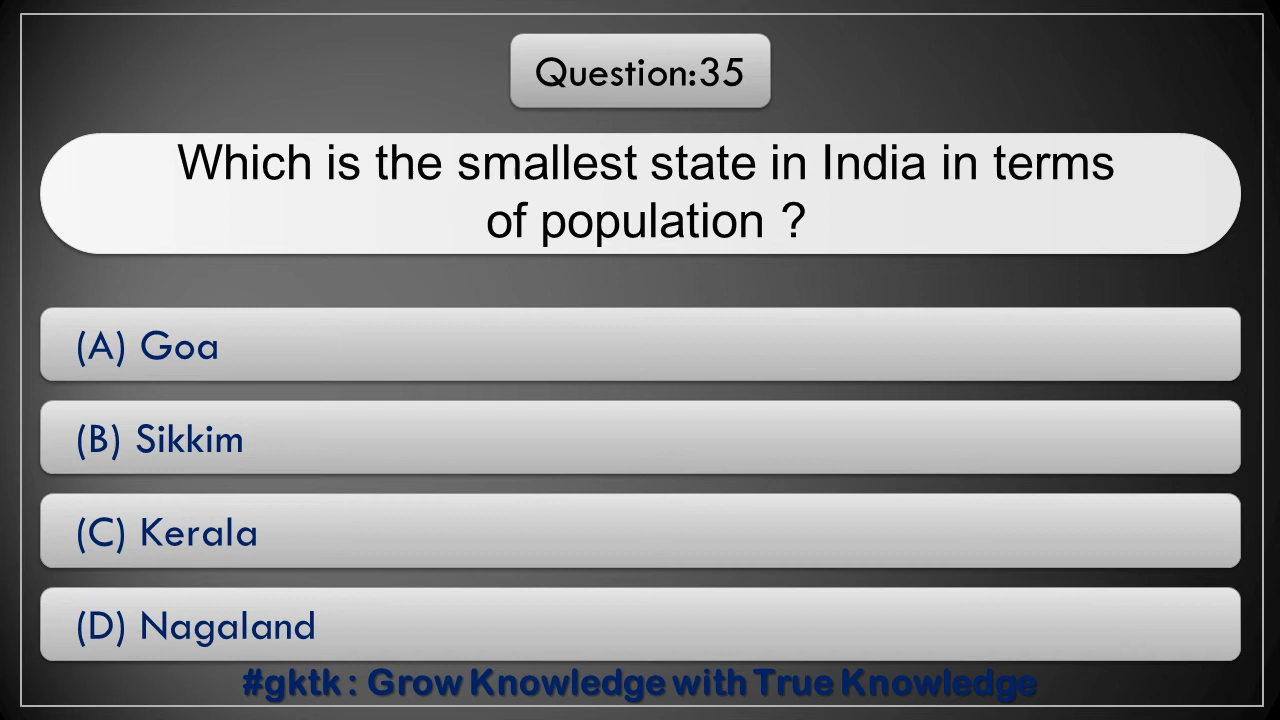 Question:35
Which is the smallest state in India in terms
of population ?
(A) Goa
(B) Sikkim
(C) Kerala
(D) Nagaland
#gktk : Grow Knowledge with True Knowledge